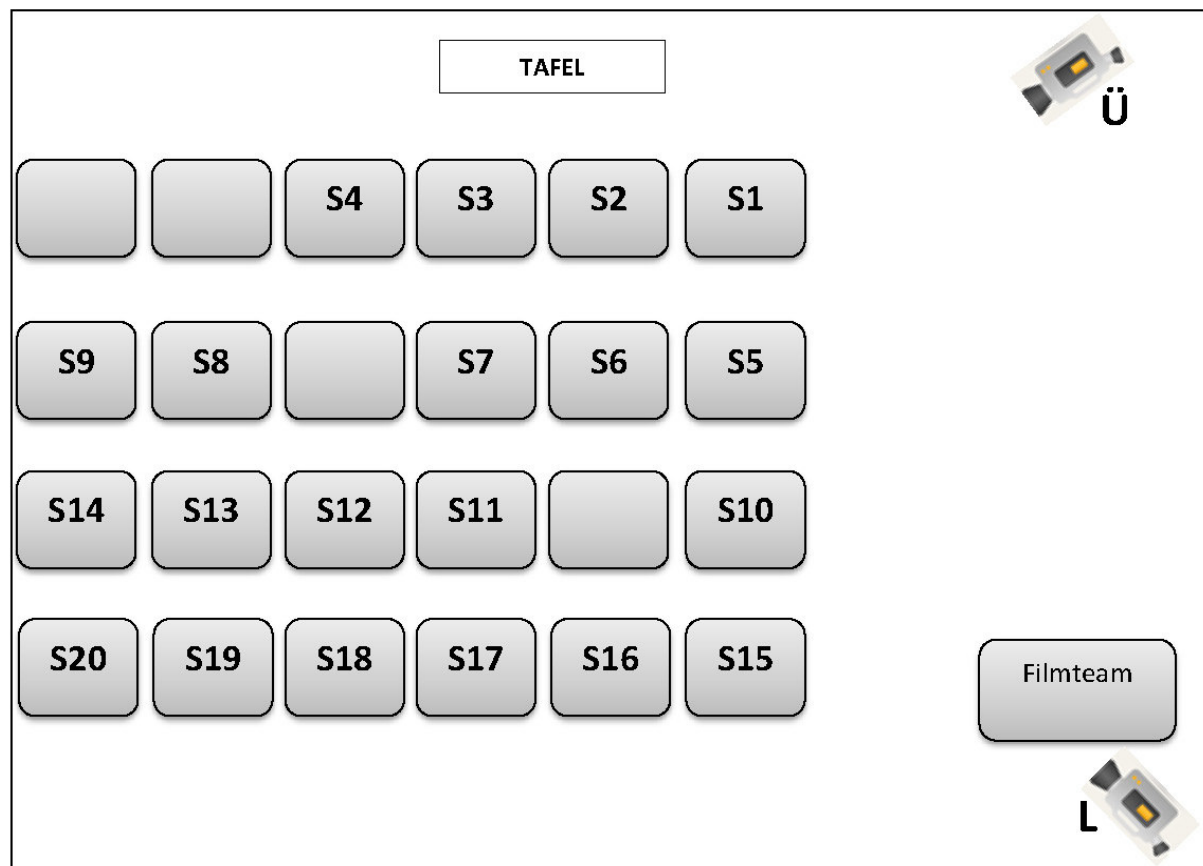 TAFEL
Ü
S4 S3 S2 S1
S9 S8 S7 S6 S5
S14 S13 S12 S11 S10
S20 S19 S18 S17 S16 S15
Filmteam
L